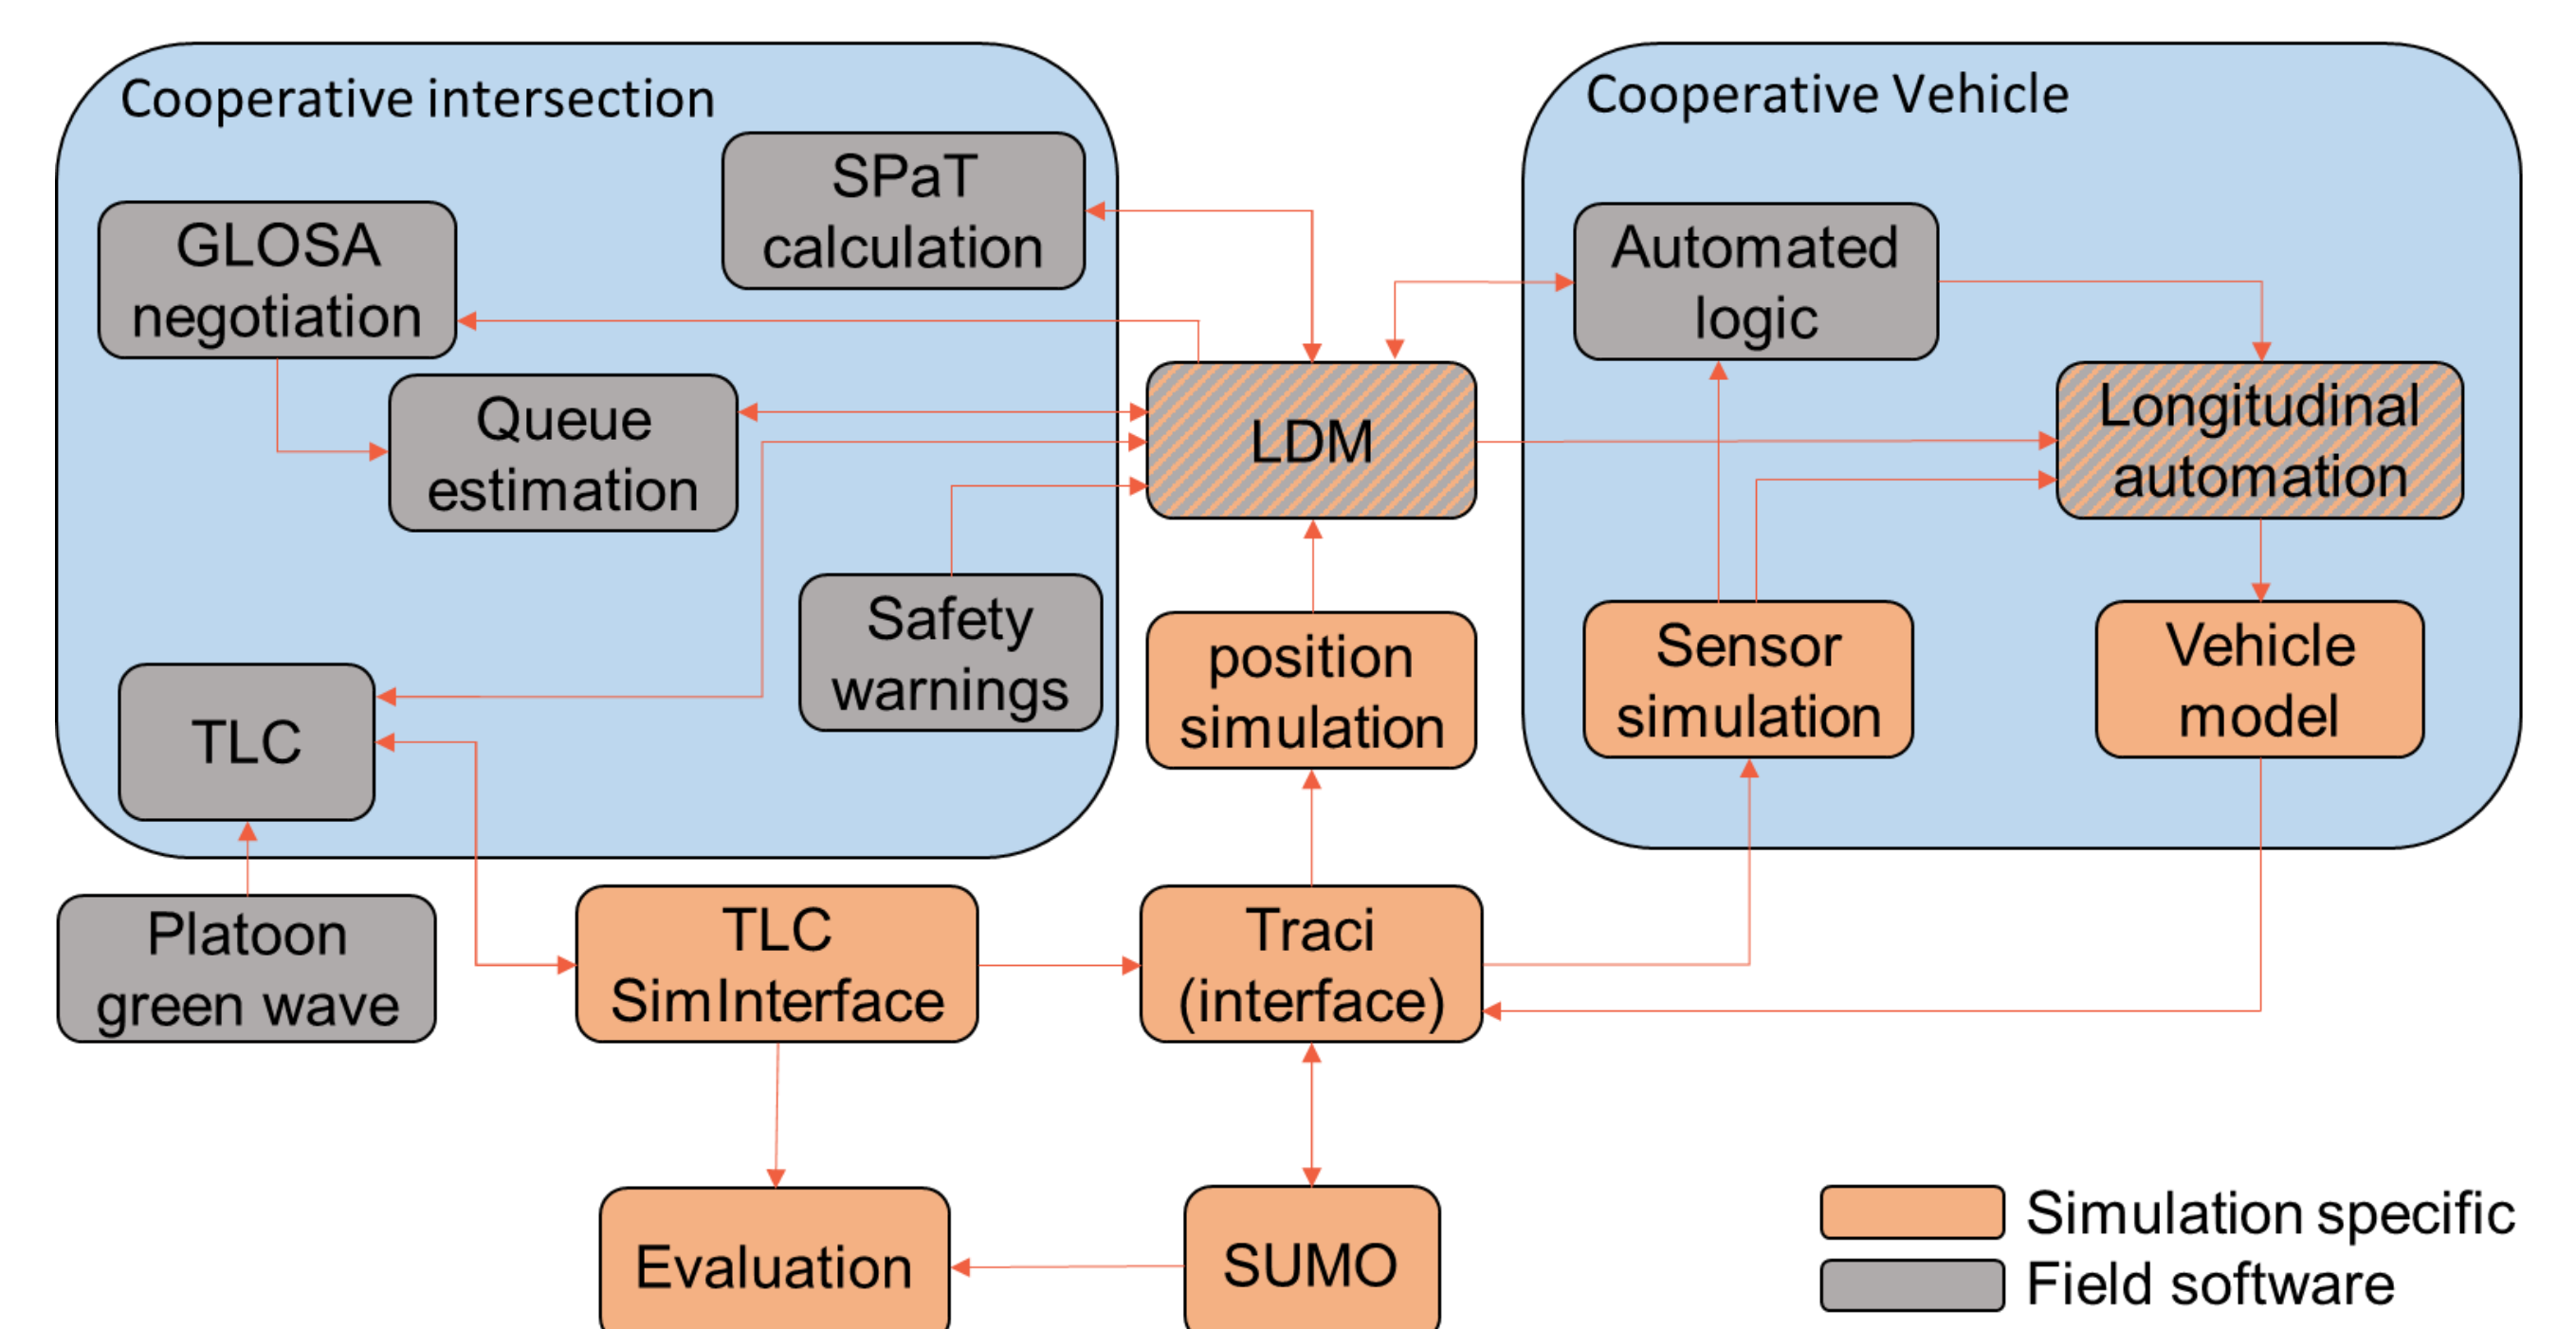 Cooperative intersection
SPaT
calculation
GLOSA
negotiation
Queue
estimation
Safety
warnings
TLC
Platoon
green wave
LDM
position
simulation
TLC
SimInterface
Traci
(interface)
Evaluation
SUMO
Cooperative Vehicle
Automated
logic
Longitudinal
automation
Sensor
simulation
Vehicle
model
Simulation specific
Field software